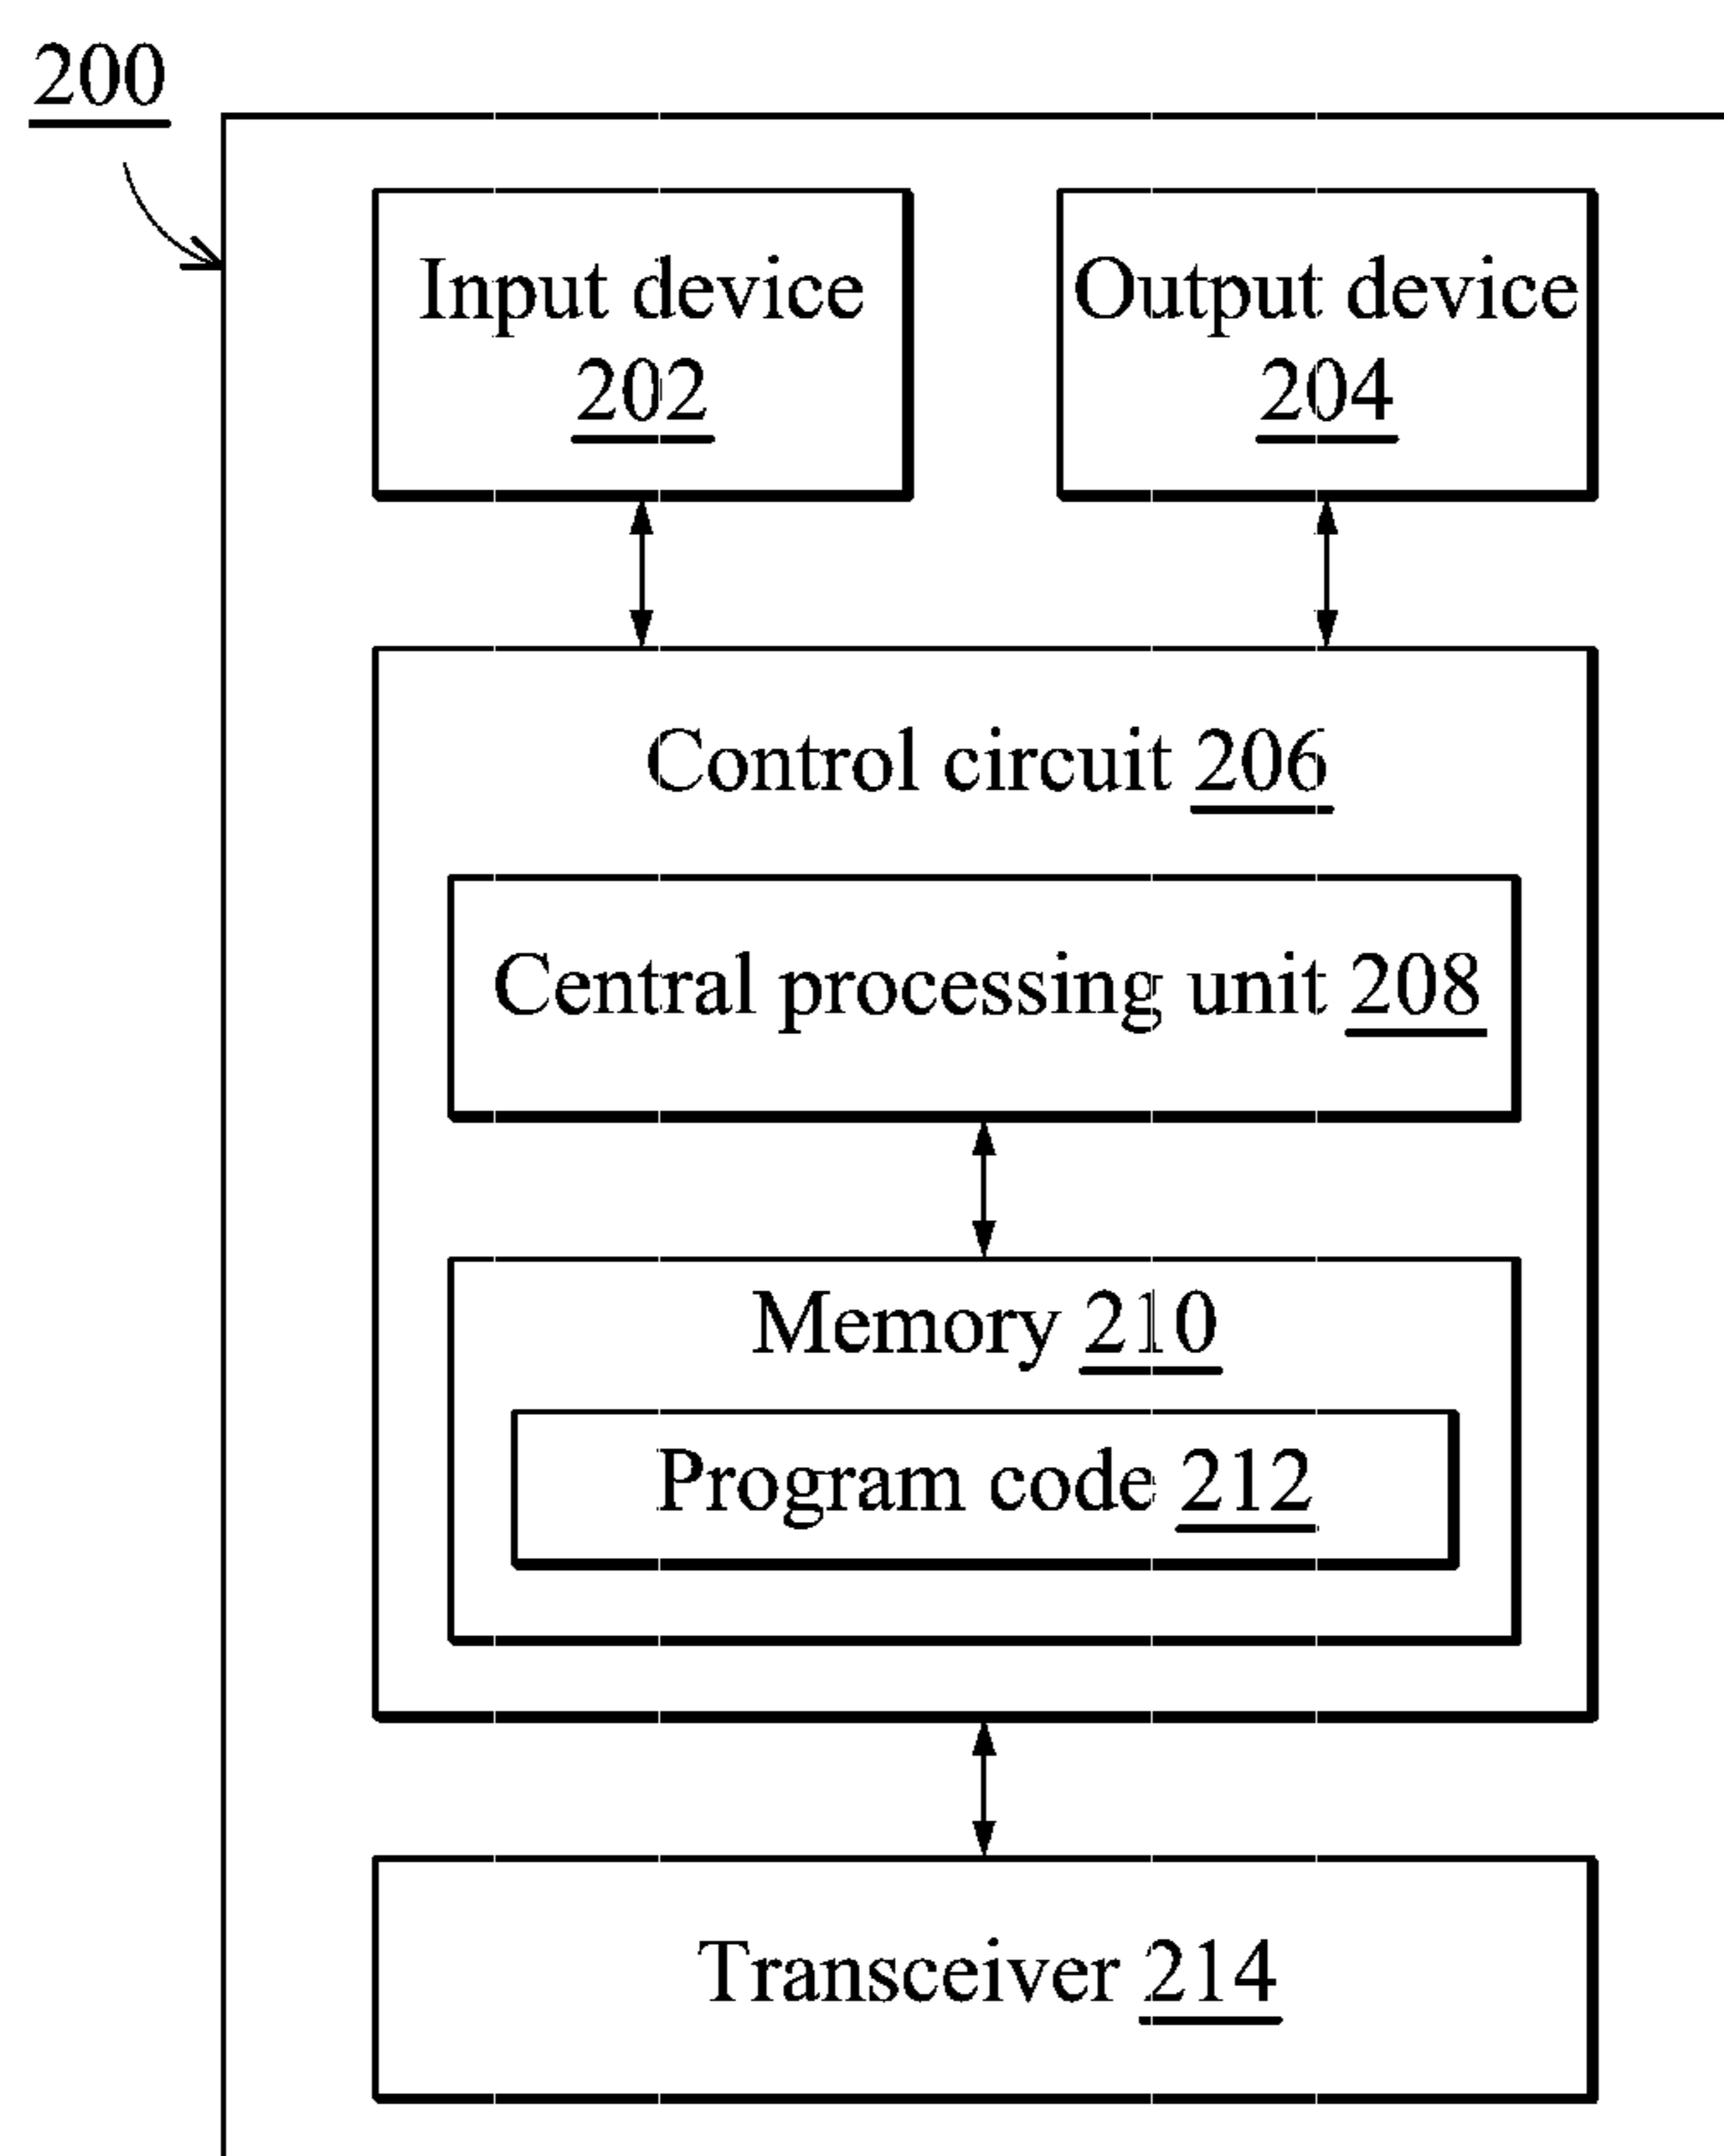 200
Input device
202
Output device
204
Control circuit 206
Central processing unit 208
Memory 210
Program code 212
Transceiver 214